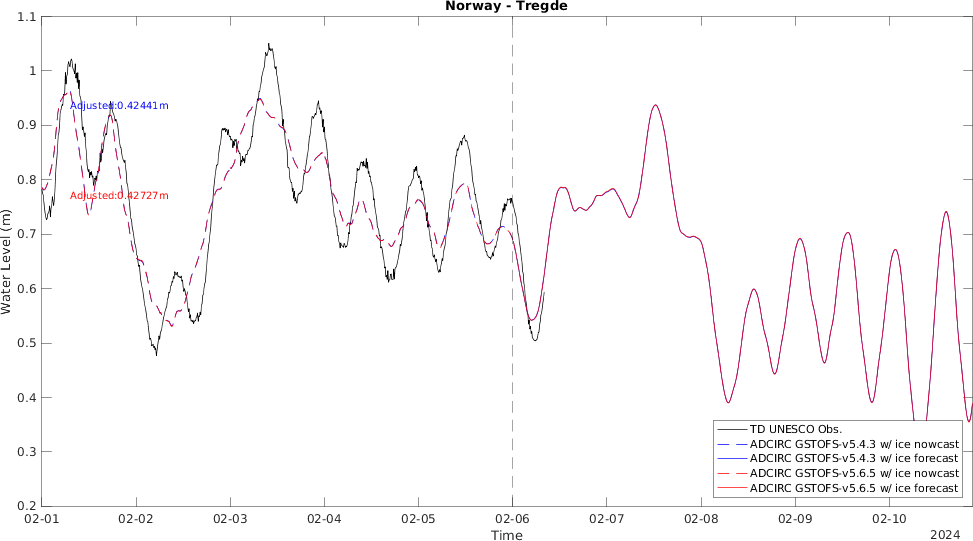 Norway - Tregde
1.1
1
0.9
0.8
0.7
0.6
0.5
0.4
0.3
0.2
Water Level (m)
Adjusted:0.42441m
Adjusted:0.42727m
TD UNESCO Obs.
ADCIRC GSTOFS-v5.4.3 w/ ice nowcast
ADCIRC GSTOFS-v5.4.3 w/ ice forecast
ADCIRC GSTOFS-v5.6.5 w/ ice nowcast
ADCIRC GSTOFS-v5.6.5 w/ ice forecast
02-01 02-02 02-03 02-04 02-05 02-06 02-07 02-08 02-09 02-10
Time
2024